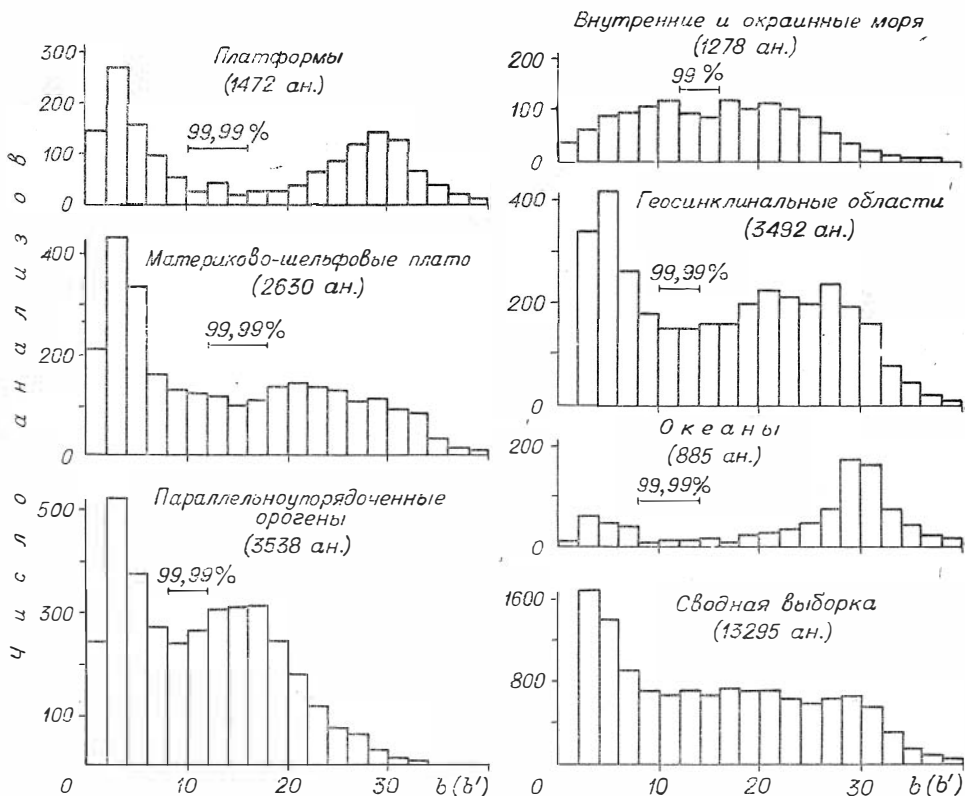 Число анализов
300
200
100
0
Платформы
(1472 ан.)
99,99%
400
200
0
Материково-шельфовые плато
(2630 ан.)
99,99%
500
300
100
0
Параллельноупорядоченные
орогены
(3538 ан.)
99,99%
10
20
30
b(b')
Внутренние и окраинные моря
(1278 ан.)
99%
200
100
0
Геосинклинальные области
(3492 ан.)
99,99%
400
200
0
Океаны
(885 ан.)
99,99%
200
0
Сводная выборка
(13295 ан.)
1600
800
0
10
20
30
b(b')